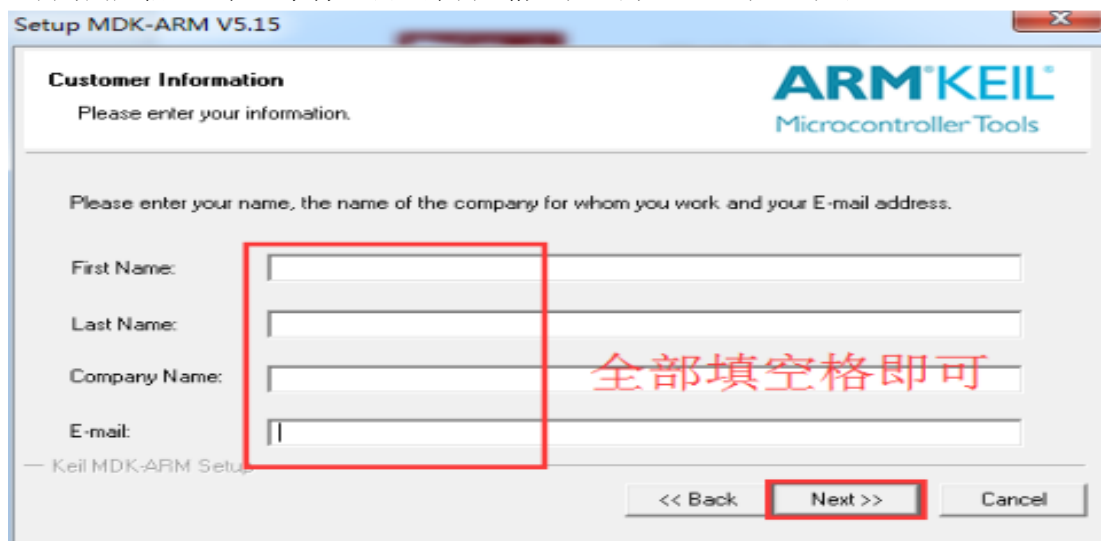 Setup MDK-ARM V5.15
Customer Information
Please enter your information.
ARM®KEIL®
Microcontroller Tools
Please enter your name, the name of the company for whom you work and your E-mail address.
First Name:
Last Name:
Company Name:
全部填空格即可
E-mail:
Keil MDK-ARM Setup
<< Back
Next >>
Cancel